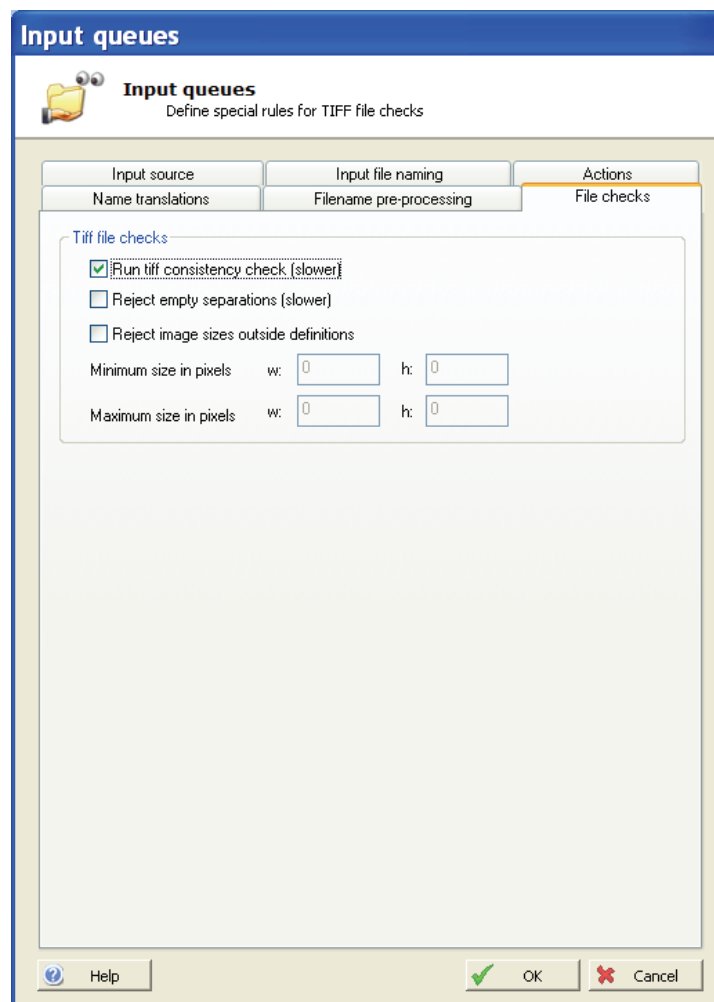 Input queues
Input queues
Define special rules for TIFF file checks
Input source Input file naming Actions
Name translations Filename pre-processing File checks
Tiff file checks
Run tiff consistency check (slower)
Reject empty separations (slower)
Reject image sizes outside definitions
Minimum size in pixels w: 0 h: 0
Maximum size in pixels w: 0 h: 0
? Help OK Cancel